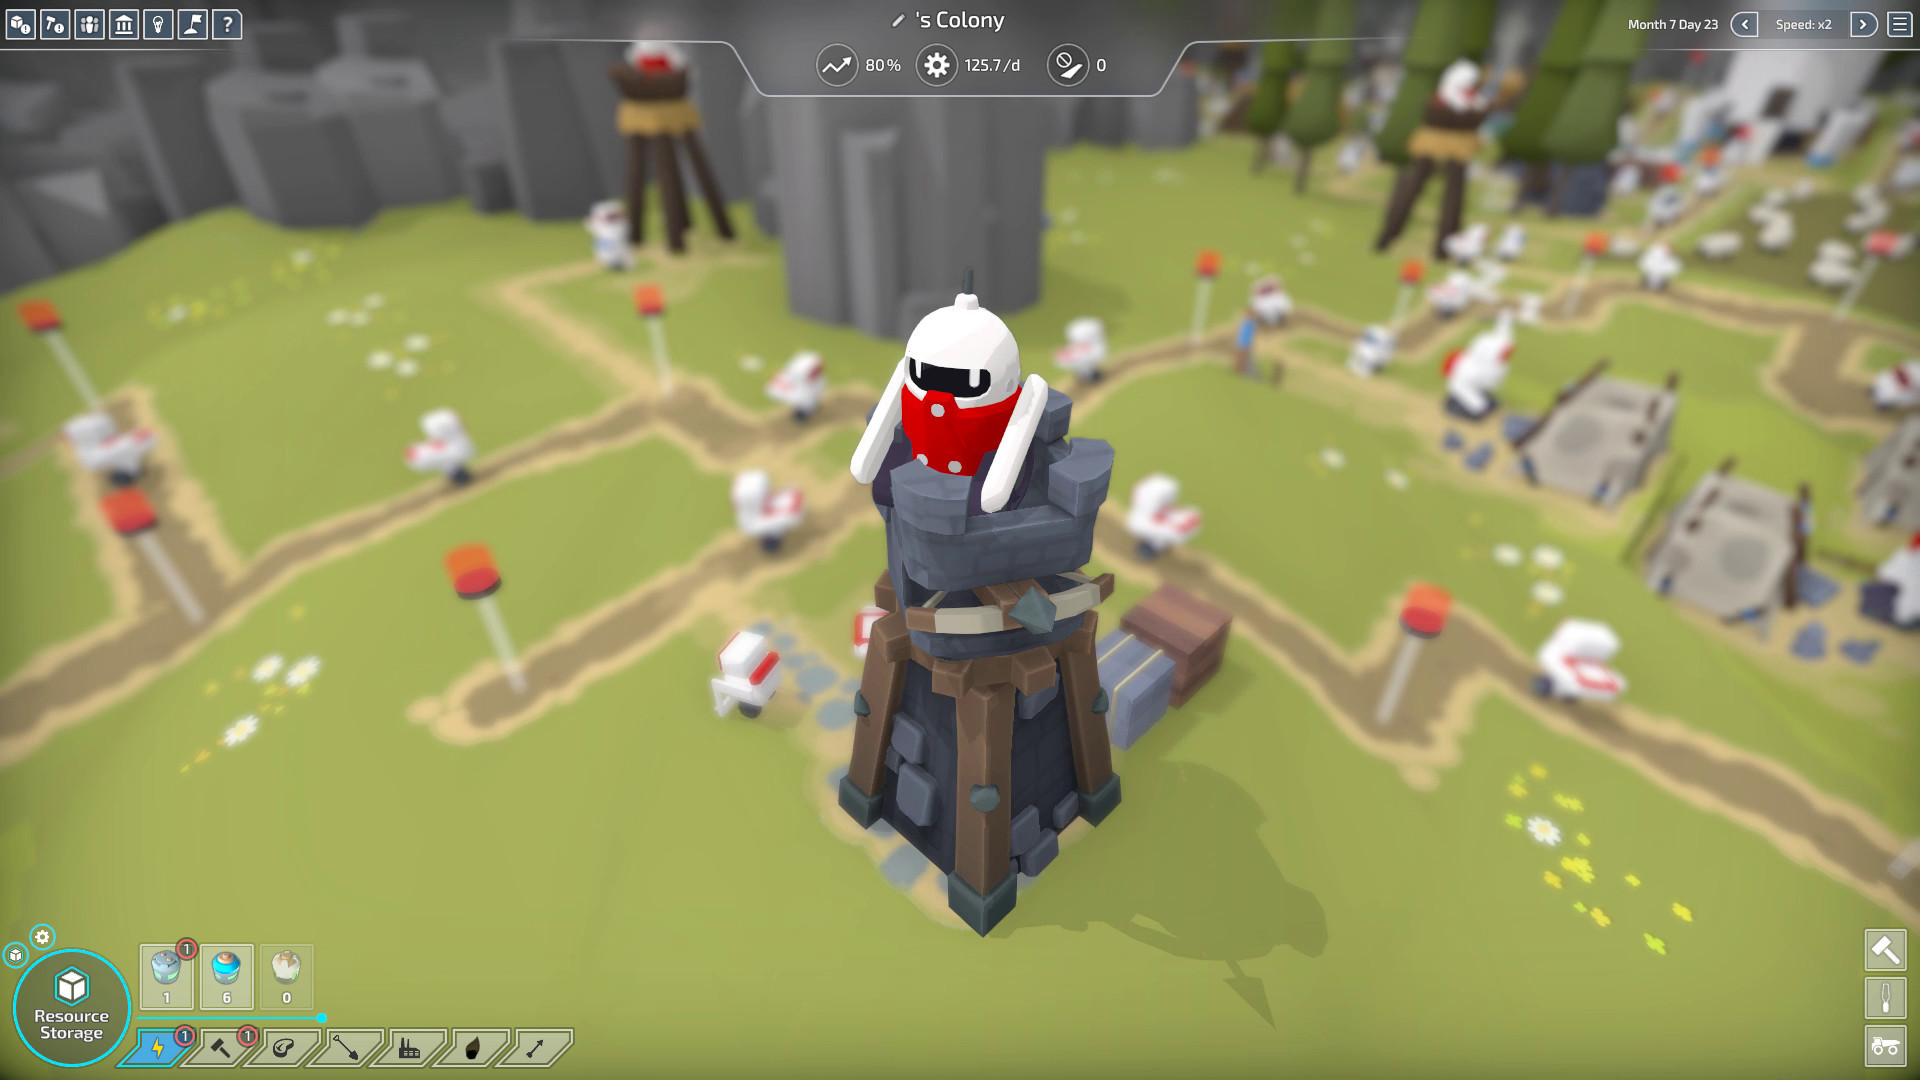 ?
's Colony
80%
125.7/d
0
Month 7 Day 23
Speed: x2
1
1
6
0
Resource
Storage
1
1